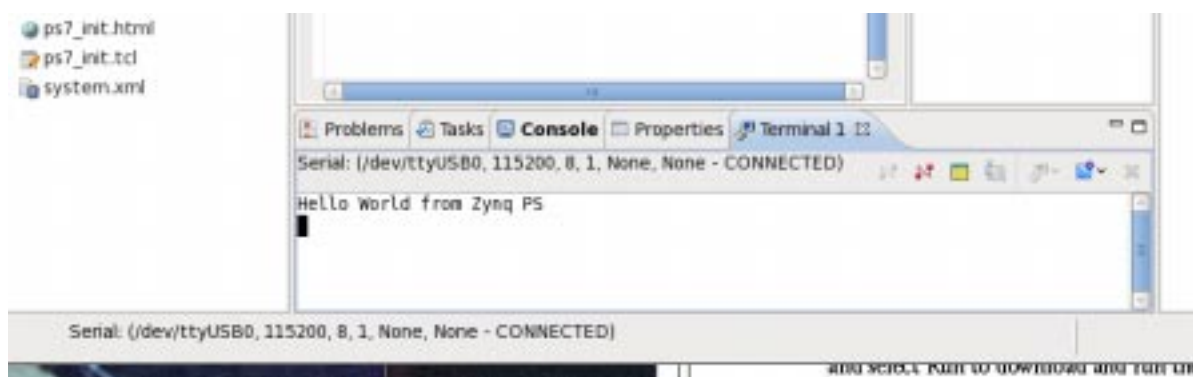 ps7_init.html
ps7_init.tcl
system.xml
Problems Tasks Console Properties Terminal 1
Serial: (/dev/ttyUSB0, 115200, 8, 1, None, None - CONNECTED)
Hello World from Zynq PS
Serial: (/dev/ttyUSB0, 115200, 8, 1, None, None - CONNECTED)
and select Run to download and run